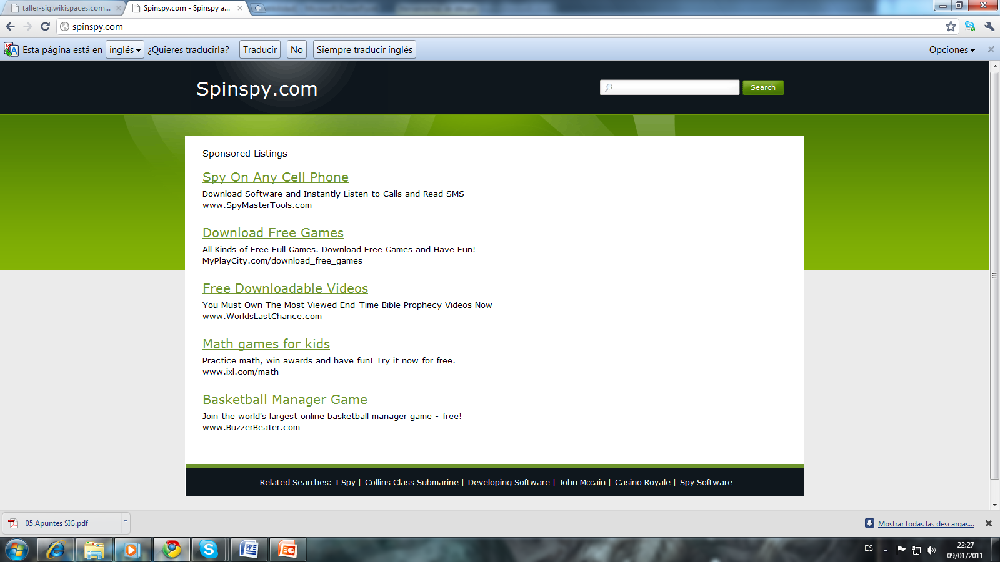 taller-sig.wikispaces.com...
Spinspy.com - Spinspy a...
spinspy.com
Esta página está en inglés ¿Quieres traducirla? Traducir No Siempre traducir inglés Opciones
Spinspy.com
Search
Sponsored Listings
Spy On Any Cell Phone
Download Software and Instantly Listen to Calls and Read SMS
www.SpyMasterTools.com
Download Free Games
All Kinds of Free Full Games. Download Free Games and Have Fun!
MyPlayCity.com/download_free_games
Free Downloadable Videos
You Must Own The Most Viewed End-Time Bible Prophecy Videos Now
www.WorldsLastChance.com
Math games for kids
Practice math, win awards and have fun! Try it now for free.
www.ixl.com/math
Basketball Manager Game
Join the world's largest online basketball manager game - free!
www.BuzzerBeater.com
Related Searches: I Spy | Collins Class Submarine | Developing Software | John Mccain | Casino Royale | Spy Software
05.Apuntes SIG.pdf
Mostrar todas las descargas...
ES
22:27
09/01/2011